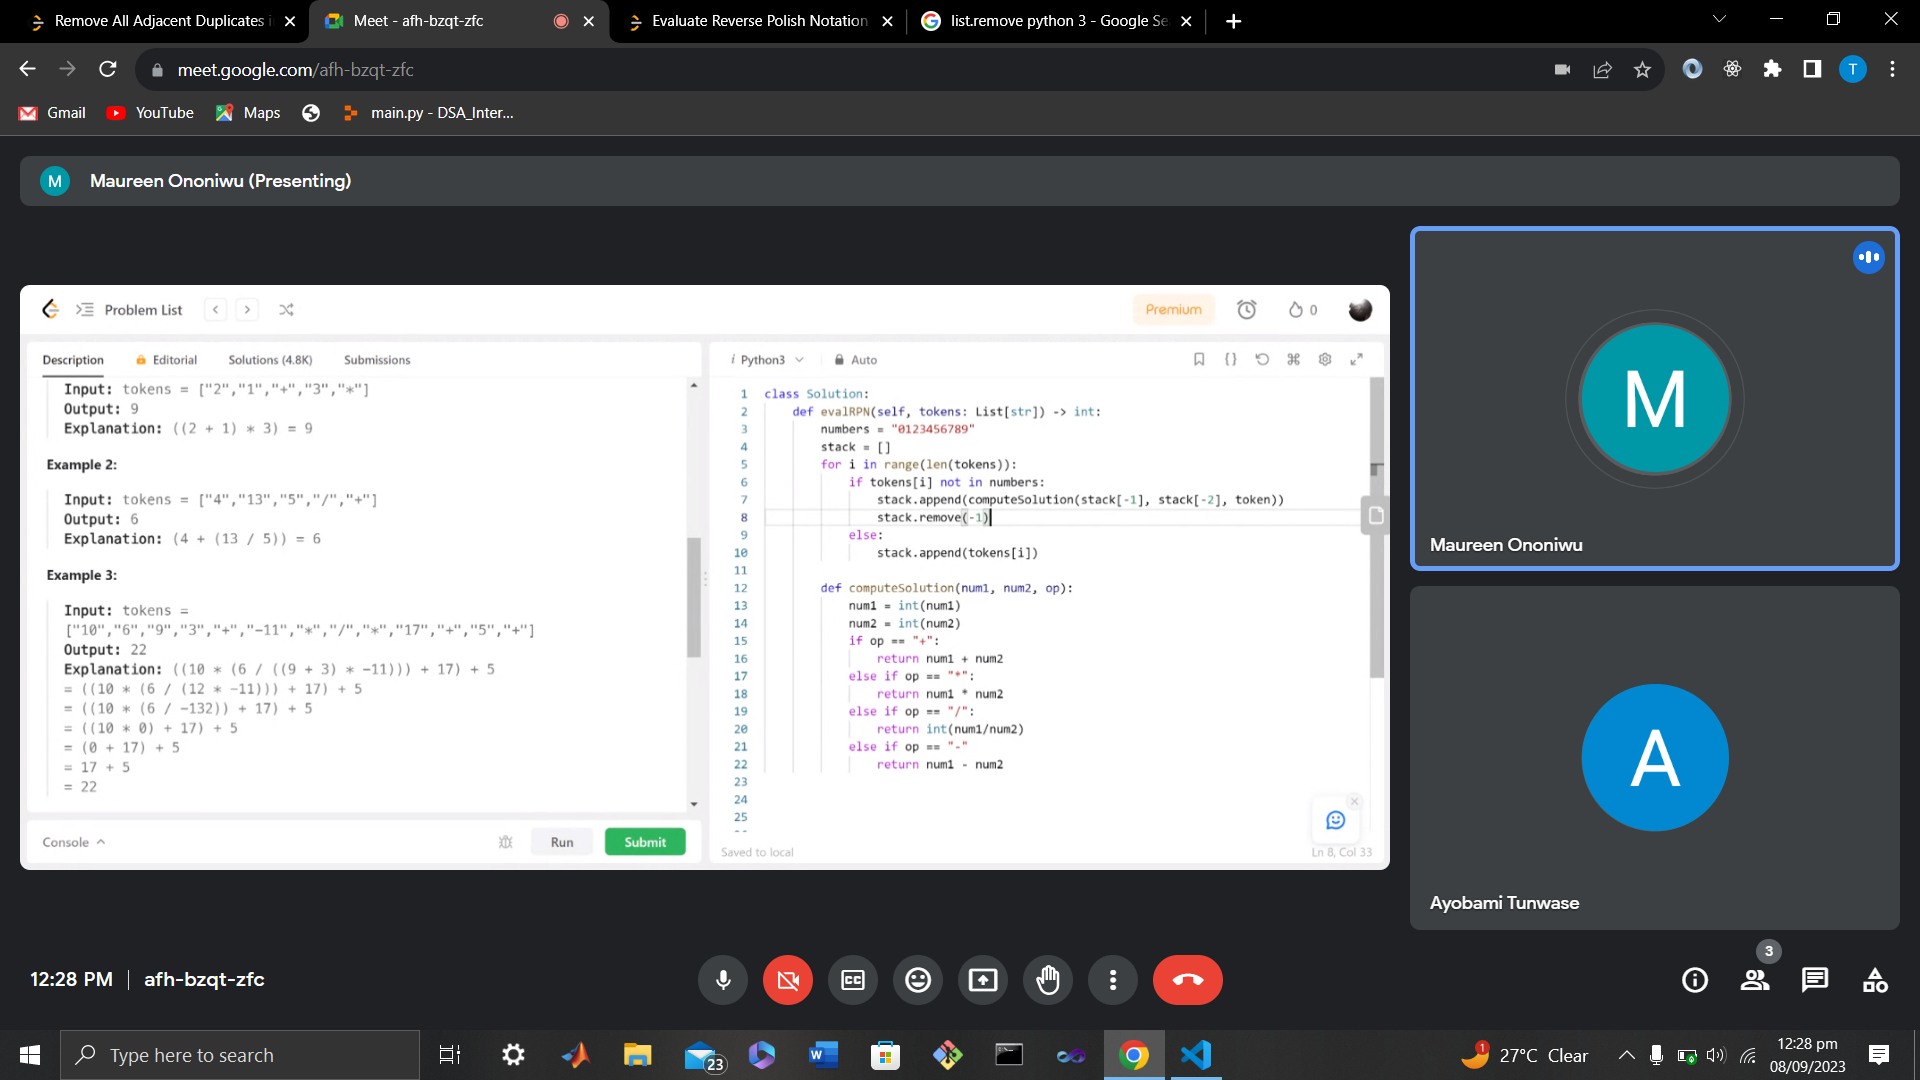 Remove All Adjacent Duplicates i
Meet - afh-bzqt-zfc
Evaluate Reverse Polish Notation
list.remove python 3 - Google Se
meet.google.com/afh-bzqt-zfc
T
Gmail
YouTube
Maps
main.py - DSA_Inter...
M
Maureen Ononiwu (Presenting)
Problem List
Premium
0
Description
Editorial
Solutions (4.8K)
Submissions
Input: tokens = ["2","1","+","3","*"]
Output: 9
Explanation: ((2 + 1) * 3) = 9
Example 2:
Input: tokens = ["4","13","5","/","+"]
Output: 6
Explanation: (4 + (13 / 5)) = 6
Example 3:
Input: tokens =
["10","6","9","3","+","-11","*","/","*","17","+","5","+"]
Output: 22
Explanation: ((10 * (6 / ((9 + 3) * -11))) + 17) + 5
= ((10 * (6 / (12 * -11))) + 17) + 5
= ((10 * (6 / -132)) + 17) + 5
= ((10 * 0) + 17) + 5
= (0 + 17) + 5
= 17 + 5
= 22
Console
Run
Submit
i Python3
Auto
1 class Solution:
2 def evalRPN(self, tokens: List[str]) -> int:
3 numbers = "0123456789"
4 stack = []
5 for i in range(len(tokens)):
6 if tokens[i] not in numbers:
7 stack.append(computeSolution(stack[-1], stack[-2], token))
8 stack.remove(-1)
9 else:
10 stack.append(tokens[i])
11
12 def computeSolution(num1, num2, op):
13 num1 = int(num1)
14 num2 = int(num2)
15 if op == "+":
16 return num1 + num2
17 else if op == "*":
18 return num1 * num2
19 else if op == "/":
20 return int(num1/num2)
21 else if op == "-"
22 return num1 - num2
23
24
25
Saved to local
Ln 8, Col 33
M
Maureen Ononiwu
A
Ayobami Tunwase
12:28 PM | afh-bzqt-zfc
3
Type here to search
23
1
27°C Clear
12:28 pm
08/09/2023